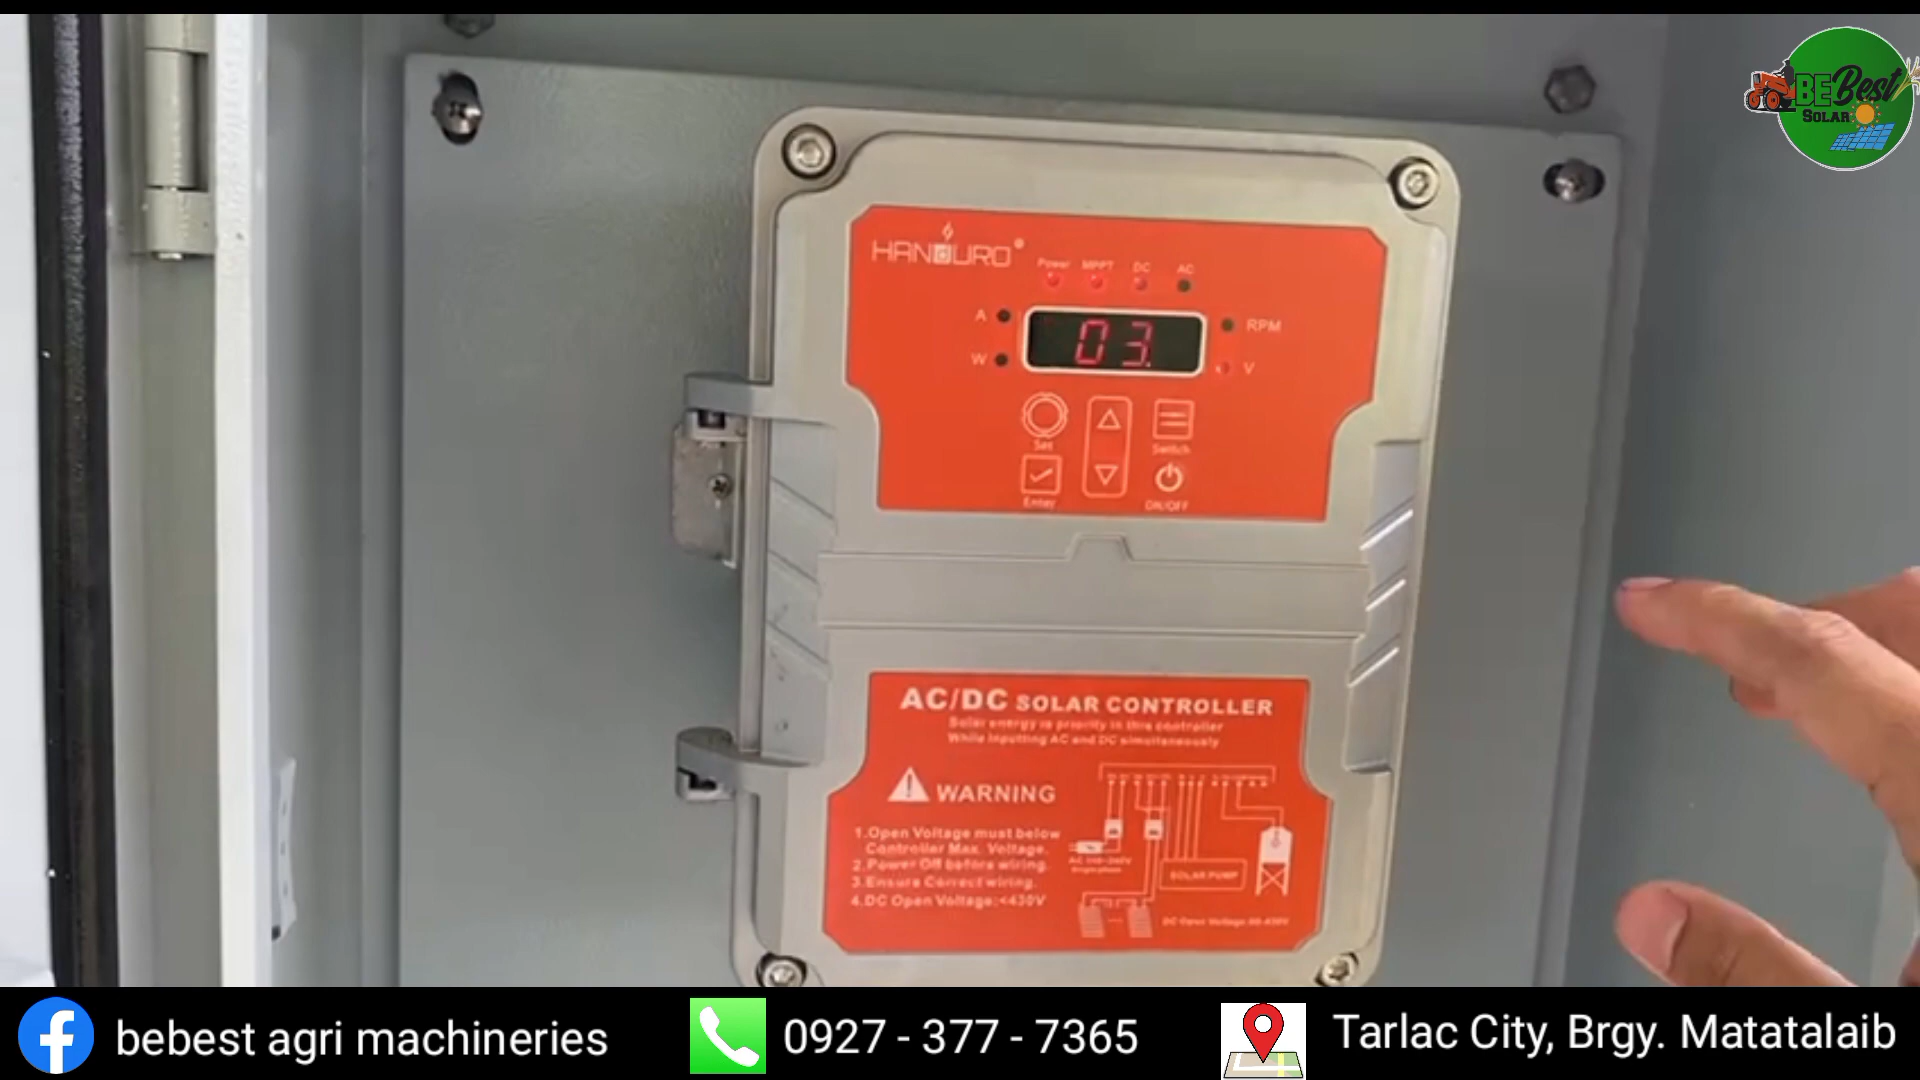 BEBest
SOLAR
HANDURO®
Power MPPT DC AC
A
RPM
03.
W
V
Set
Switch
Enter
ON/OFF
AC/DC SOLAR CONTROLLER
Solar energy is priority in this controller
While inputting AC and DC simultaneously
WARNING
1.Open Voltage must below
Controller Max. Voltage.
2.Power Off before wiring.
3.Ensure Correct wiring.
4.DC Open Voltage:<430V
SOLAR PUMP
bebest agri machineries
0927 - 377 - 7365
Tarlac City, Brgy. Matatalaib